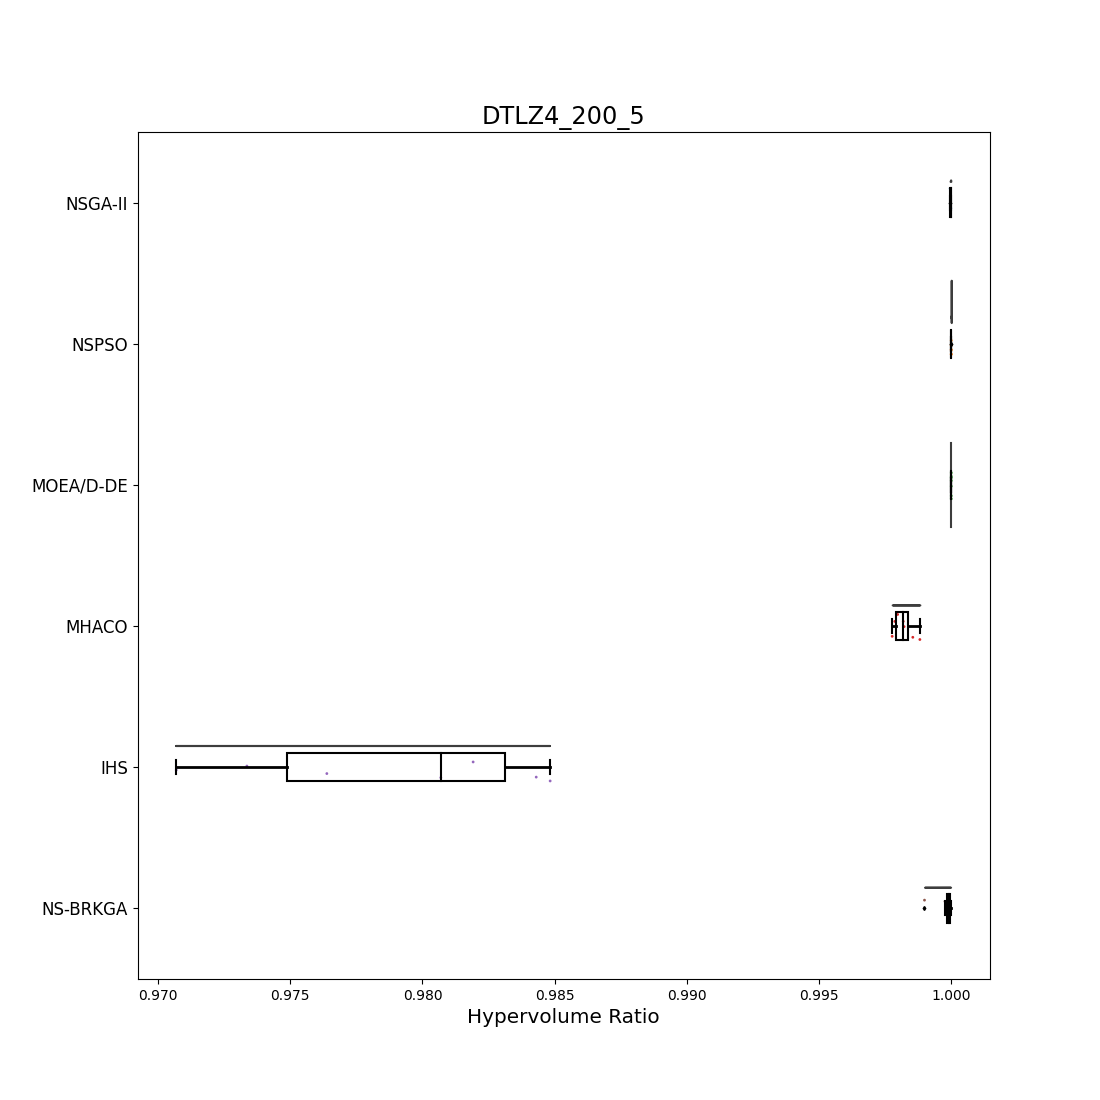 DTLZ4_200_5
NSGA-II
NSPSO
MOEA/D-DE
MHACO
IHS
NS-BRKGA
0.970 0.975 0.980 0.985 0.990 0.995 1.000
Hypervolume Ratio